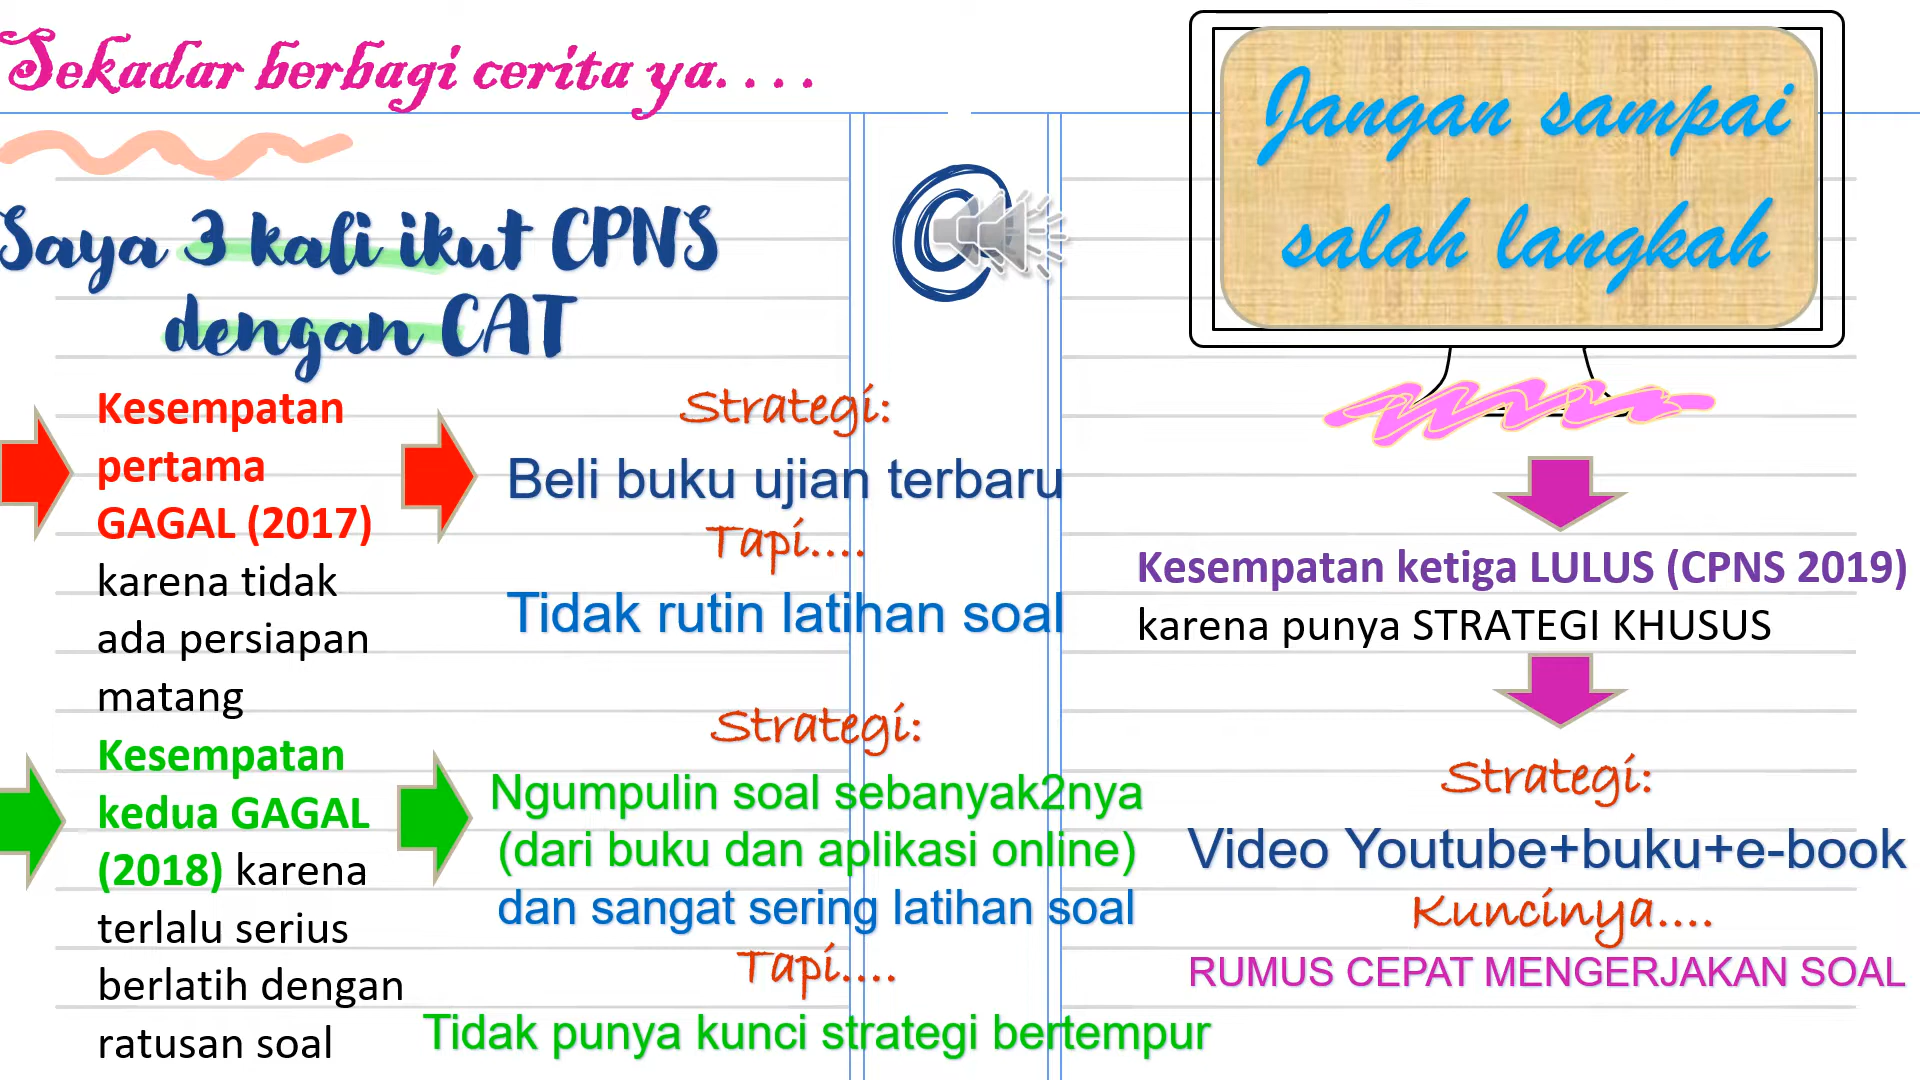 Sekadar berbagi cerita ya....
Saya 3 kali ikut CPNS
dengan CAT
Kesempatan
pertama
GAGAL (2017)
karena tidak
ada persiapan
matang
Strategi:
Beli buku ujian terbaru
Tapi....
Tidak rutin latihan soal
Kesempatan
kedua GAGAL
(2018) karena
terlalu serius
berlatih dengan
ratusan soal
Strategi:
Ngumpulin soal sebanyak2nya
(dari buku dan aplikasi online)
dan sangat sering latihan soal
Tapi....
Tidak punya kunci strategi bertempur
Jangan sampai
salah langkah
Kesempatan ketiga LULUS (CPNS 2019)
karena punya STRATEGI KHUSUS
Strategi:
Video Youtube+buku+e-book
Kuncinya....
RUMUS CEPAT MENGERJAKAN SOAL